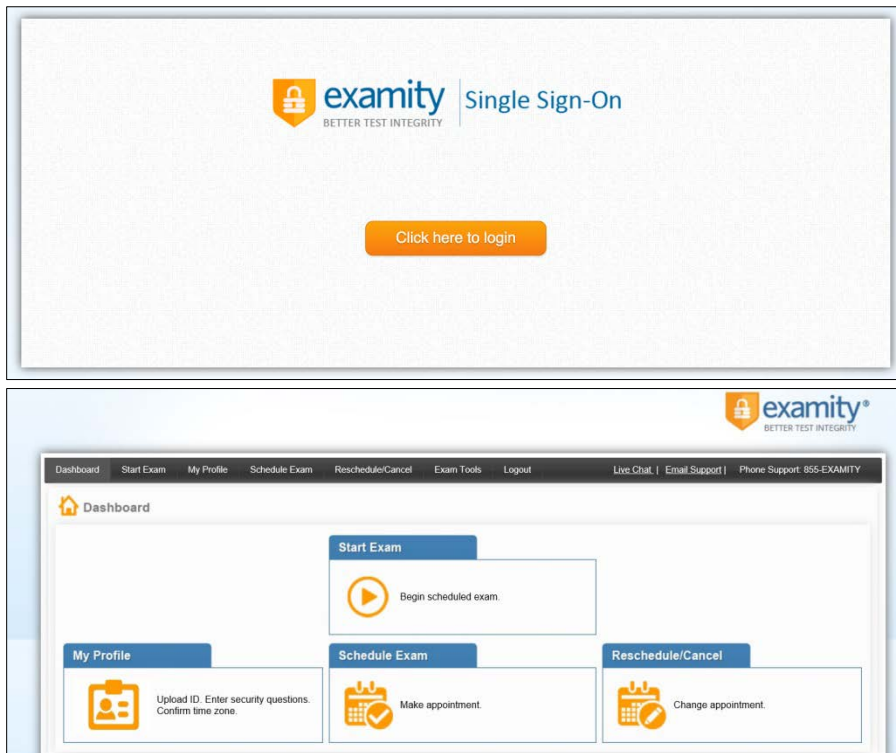 examity Single Sign-On
BETTER TEST INTEGRITY
Click here to login
examity®
BETTER TEST INTEGRITY
Dashboard Start Exam My Profile Schedule Exam Reschedule/Cancel Exam Tools Logout Live Chat | Email Support | Phone Support: 855-EXAMITY
Dashboard
Start Exam
Begin scheduled exam.
My Profile
Upload ID. Enter security questions.
Confirm time zone.
Schedule Exam
Make appointment.
Reschedule/Cancel
Change appointment.